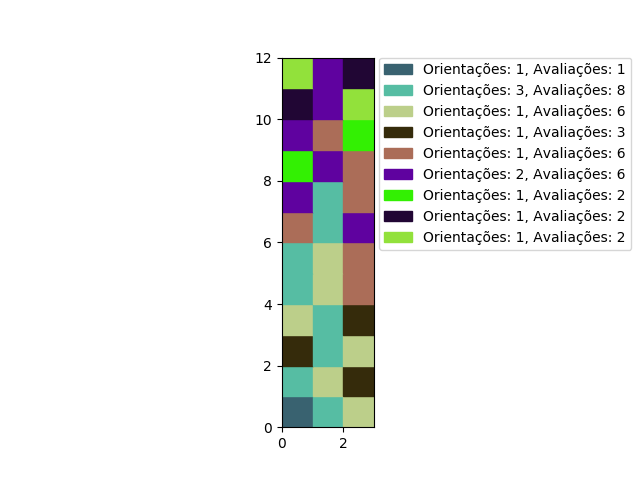 12
10
8
6
4
2
0
0 2
Orientações: 1, Avaliações: 1
Orientações: 3, Avaliações: 8
Orientações: 1, Avaliações: 6
Orientações: 1, Avaliações: 3
Orientações: 1, Avaliações: 6
Orientações: 2, Avaliações: 6
Orientações: 1, Avaliações: 2
Orientações: 1, Avaliações: 2
Orientações: 1, Avaliações: 2